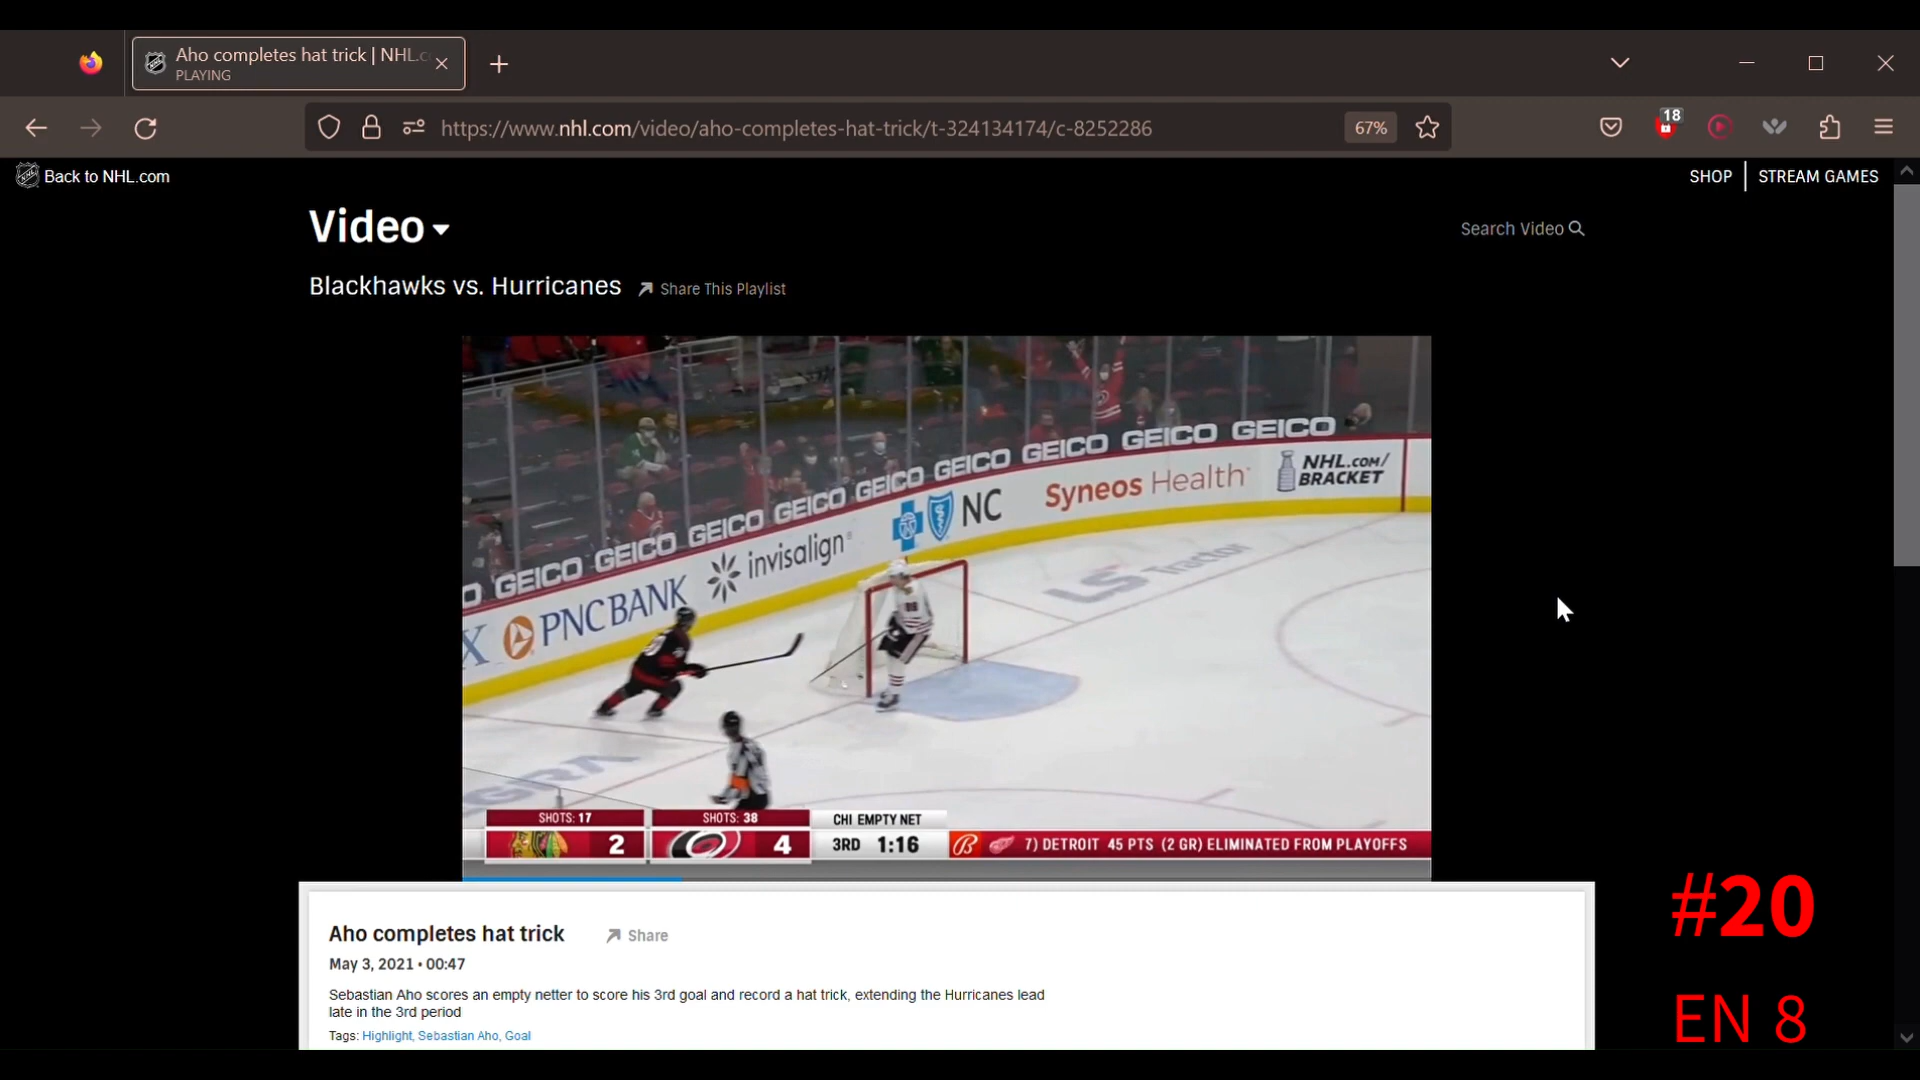 Aho completes hat trick | NHL.c
PLAYING
https://www.nhl.com/video/aho-completes-hat-trick/t-324134174/c-8252286
67%
18
Back to NHL.com
SHOP
STREAM GAMES
Video
Search Video
Blackhawks vs. Hurricanes
Share This Playlist
GEICO GEICO GEICO GEICO GEICO GEICO GEICO GEICO GEICO
NHL.COM/
BRACKET
Syneos Health
NC
invisalign
PNCBANK
LS Tractor
SHOTS: 17
SHOTS: 38
CHI EMPTY NET
2
4
3RD 1:16
7) DETROIT 45 PTS (2 GR) ELIMINATED FROM PLAYOFFS
#20
EN 8
Aho completes hat trick
Share
May 3, 2021 • 00:47
Sebastian Aho scores an empty netter to score his 3rd goal and record a hat trick, extending the Hurricanes lead
late in the 3rd period
Tags: Highlight, Sebastian Aho, Goal